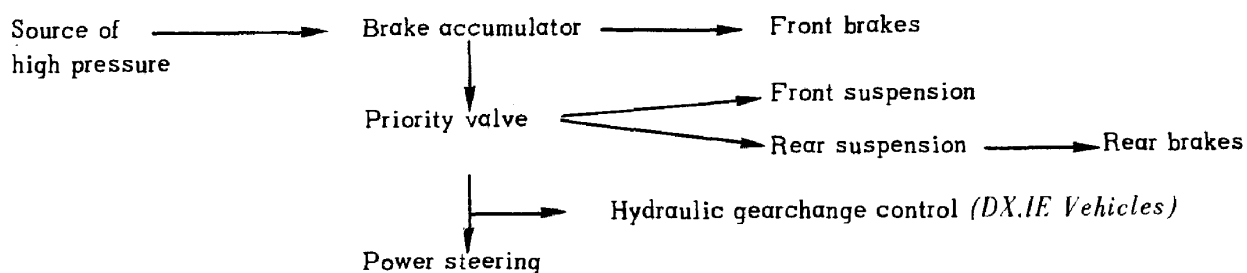 Source of
high pressure
Brake accumulator
Front brakes
Priority valve
Front suspension
Rear suspension
Rear brakes
Hydraulic gearchange control (DX.IE Vehicles)
Power steering